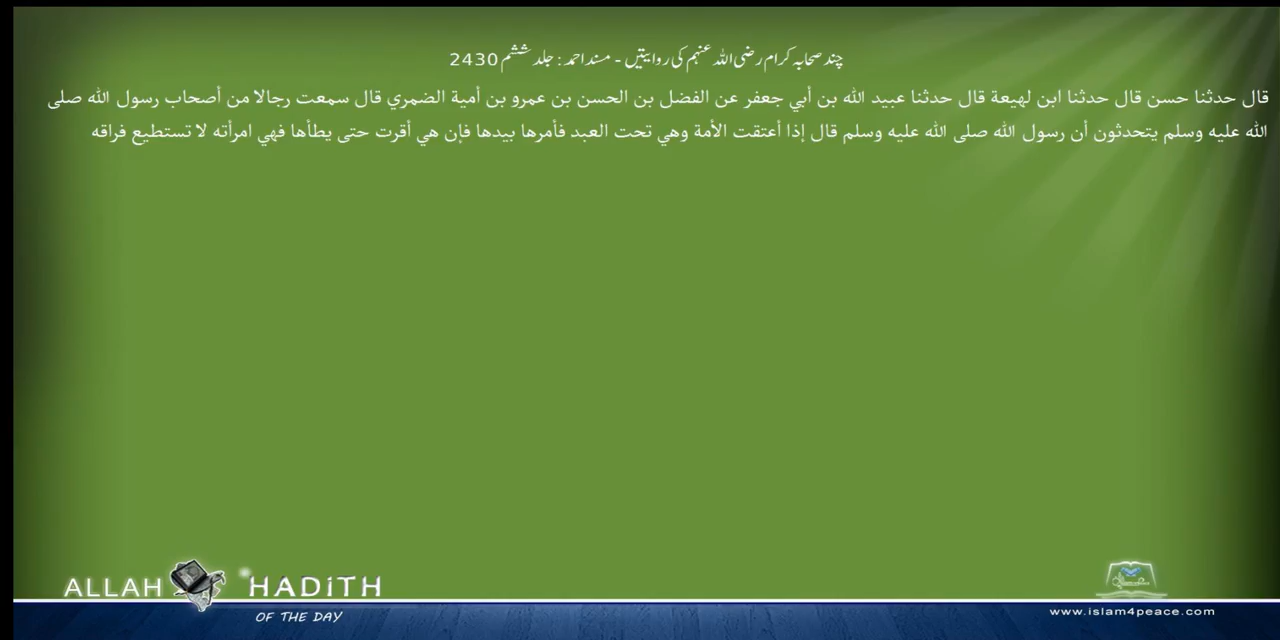 چند صحابہ کرام رضی اللہ عنہم کی روایتیں - مسند احمد : جلد ششم 2430
قال حدثنا حسن قال حدثنا ابن لهيعة قال حدثنا عبيد الله بن أبي جعفر عن الفضل بن الحسن بن عمرو بن أمية الضمري قال سمعت رجالا من أصحاب رسول الله صلى
الله عليه وسلم يتحدثون أن رسول الله صلى الله عليه وسلم قال إذا أعتقت الأمة وهي تحت العبد فأمرها بيدها فإن هي أقرت حتى يطأها فهي امرأته لا تستطيع فراقه
ALLAH HADITH
OF THE DAY
www.islam4peace.com